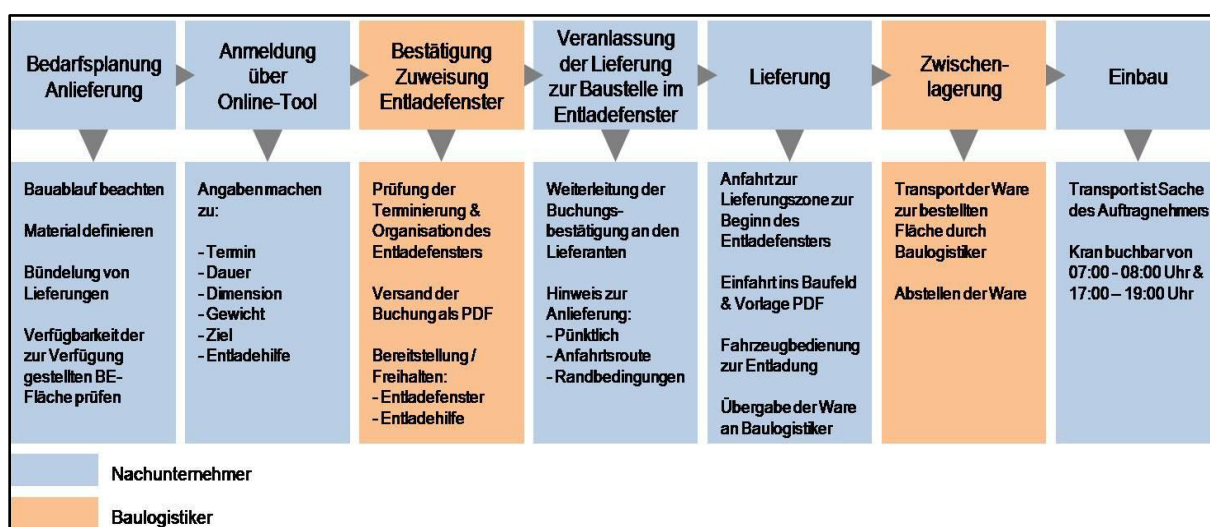 Bedarfsplanung
Anlieferung
Anmeldung
über
Online-Tool
Bestätigung
Zuweisung
Entladefenster
Veranlassung
der Lieferung
zur Baustelle im
Entladefenster
Lieferung
Zwischen-
lagerung
Einbau
Bauablauf beachten
Material definieren
Bündelung von
Lieferungen
Verfügbarkeit der
zur Verfügung
gestellten BE-
Fläche prüfen
Angaben machen
zu:
- Termin
- Dauer
- Dimension
- Gewicht
- Ziel
- Entladehilfe
Prüfung der
Terminierung &
Organisation des
Entladefensters
Versand der
Buchung als PDF
Bereitstellung /
Freihalten:
- Entladefenster
- Entladehilfe
Weiterleitung der
Buchungs-
bestätigung an den
Lieferanten
Hinweis zur
Anlieferung:
- Pünktlich
- Anfahrtsroute
- Randbedingungen
Anfahrt zur
Lieferungszone zur
Beginn des
Entladefensters
Einfahrt ins Baufeld
& Vorlage PDF
Fahrzeugbedienung
zur Entladung
Übergabe der Ware
an Baulogistiker
Transport der Ware
zur bestellten
Fläche durch
Baulogistiker
Abstellen der Ware
Transport ist Sache
des Auftragnehmers
Kran buchbar von
07:00 - 08:00 Uhr &
17:00 – 19:00 Uhr
Nachunternehmer
Baulogistiker